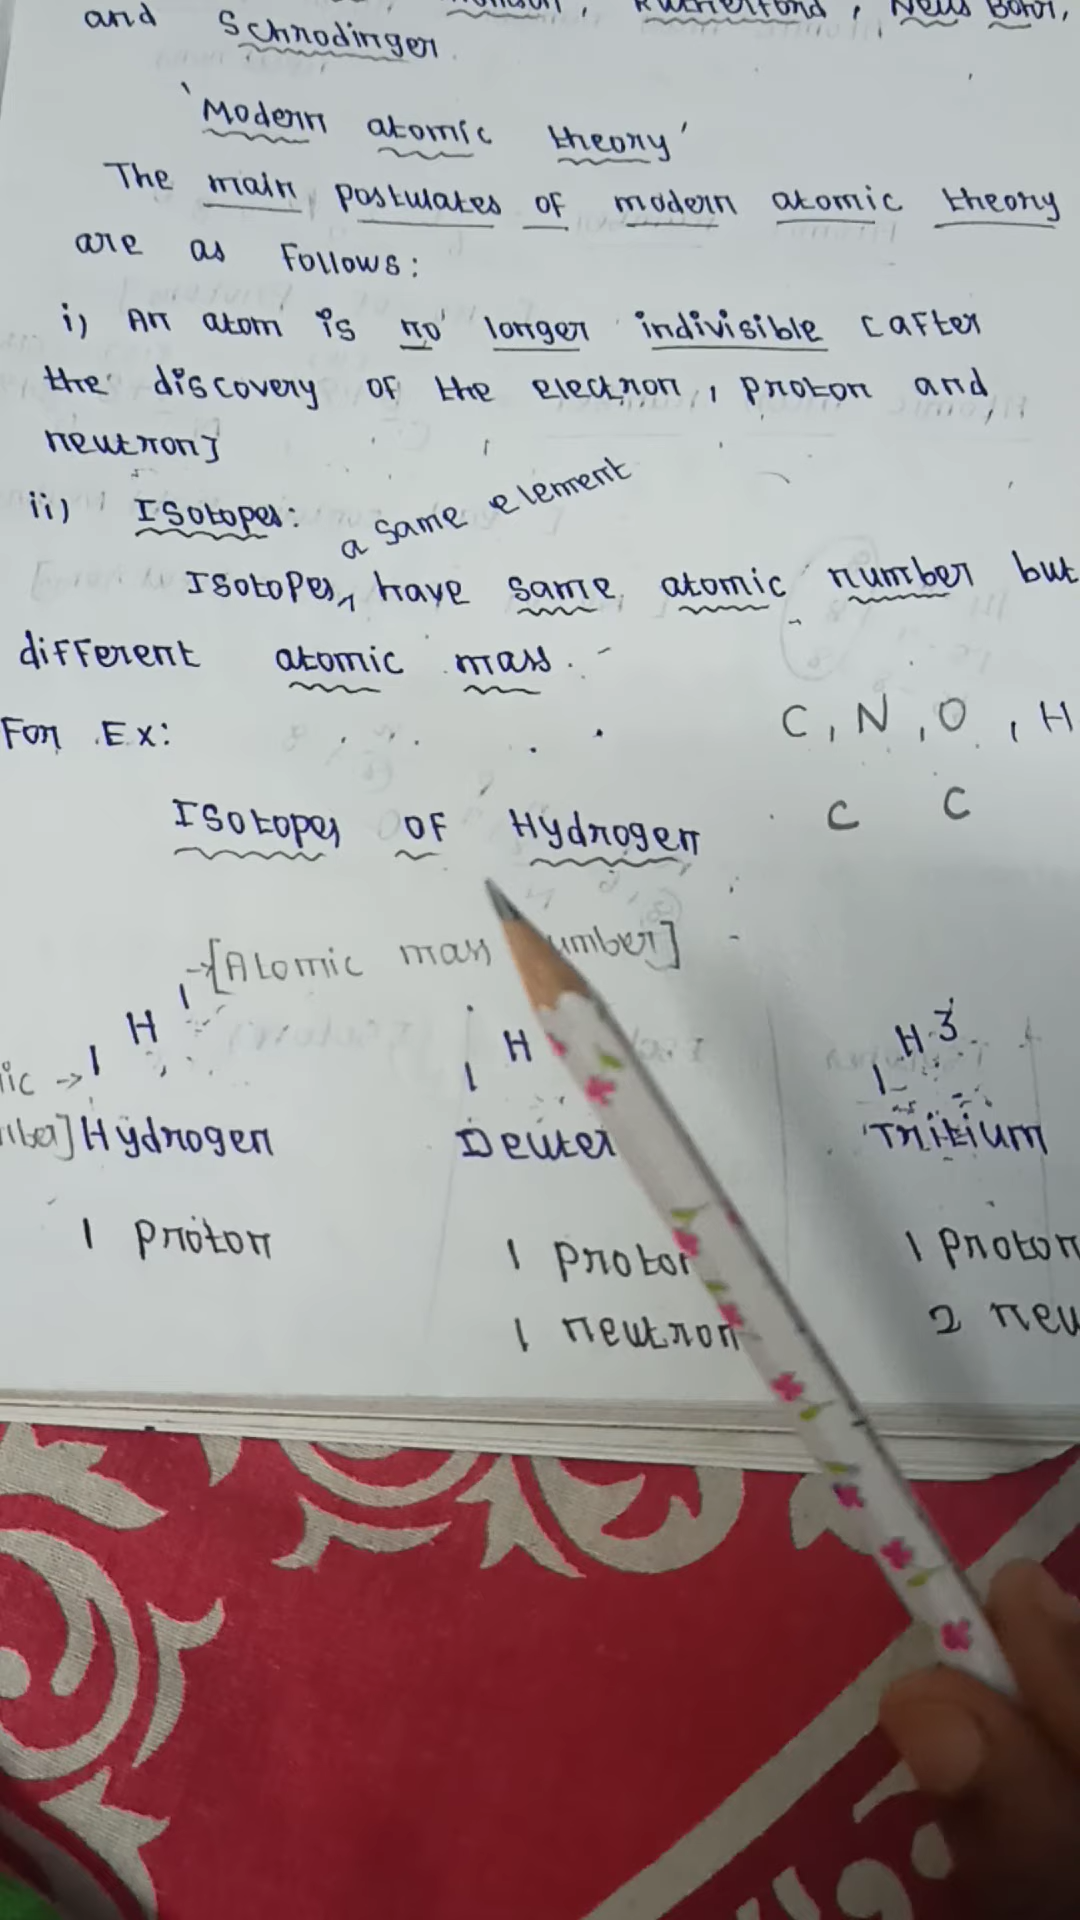 and Schrodinger.
'Modern atomic theory'
The main postulates of modern atomic theory
are as follows:
i) An atom is no longer indivisible [after
the discovery of the electron, proton and
neutron]
ii) Isotopes:
a same element
Isotopes, have same atomic number but
different atomic mass.
For Ex:
C, N, O, H
C C
Isotopes of Hydrogen
→[Atomic mass
1 H 1
1 H
1 H 3
Hydrogen
Tritium
1 proton
1 proton
1 proton
1 neutron
2